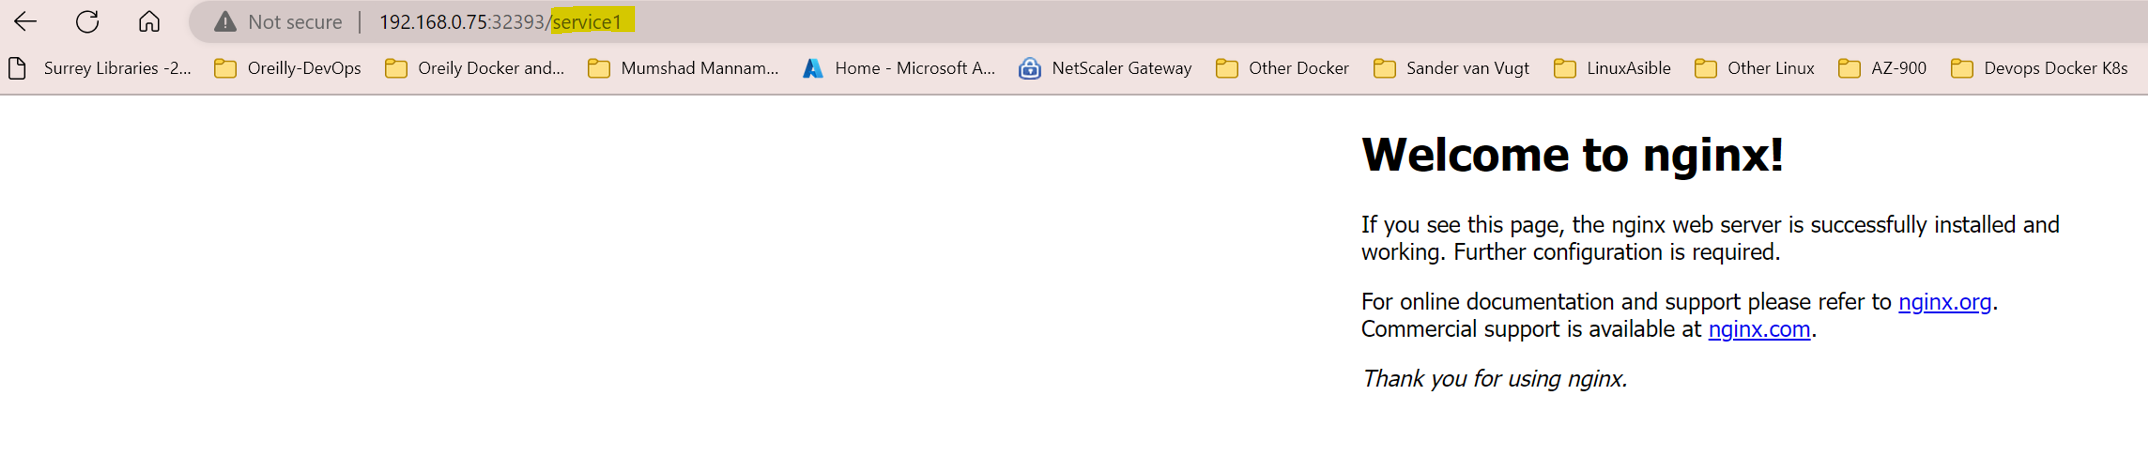 Not secure | 192.168.0.75:32393/service1
Surrey Libraries -2... Oreilly-DevOps Oreily Docker and... Mumshad Mannam... Home - Microsoft A... NetScaler Gateway Other Docker Sander van Vugt LinuxAsible Other Linux AZ-900 Devops Docker K8s
Welcome to nginx!
If you see this page, the nginx web server is successfully installed and
working. Further configuration is required.
For online documentation and support please refer to nginx.org.
Commercial support is available at nginx.com.
Thank you for using nginx.